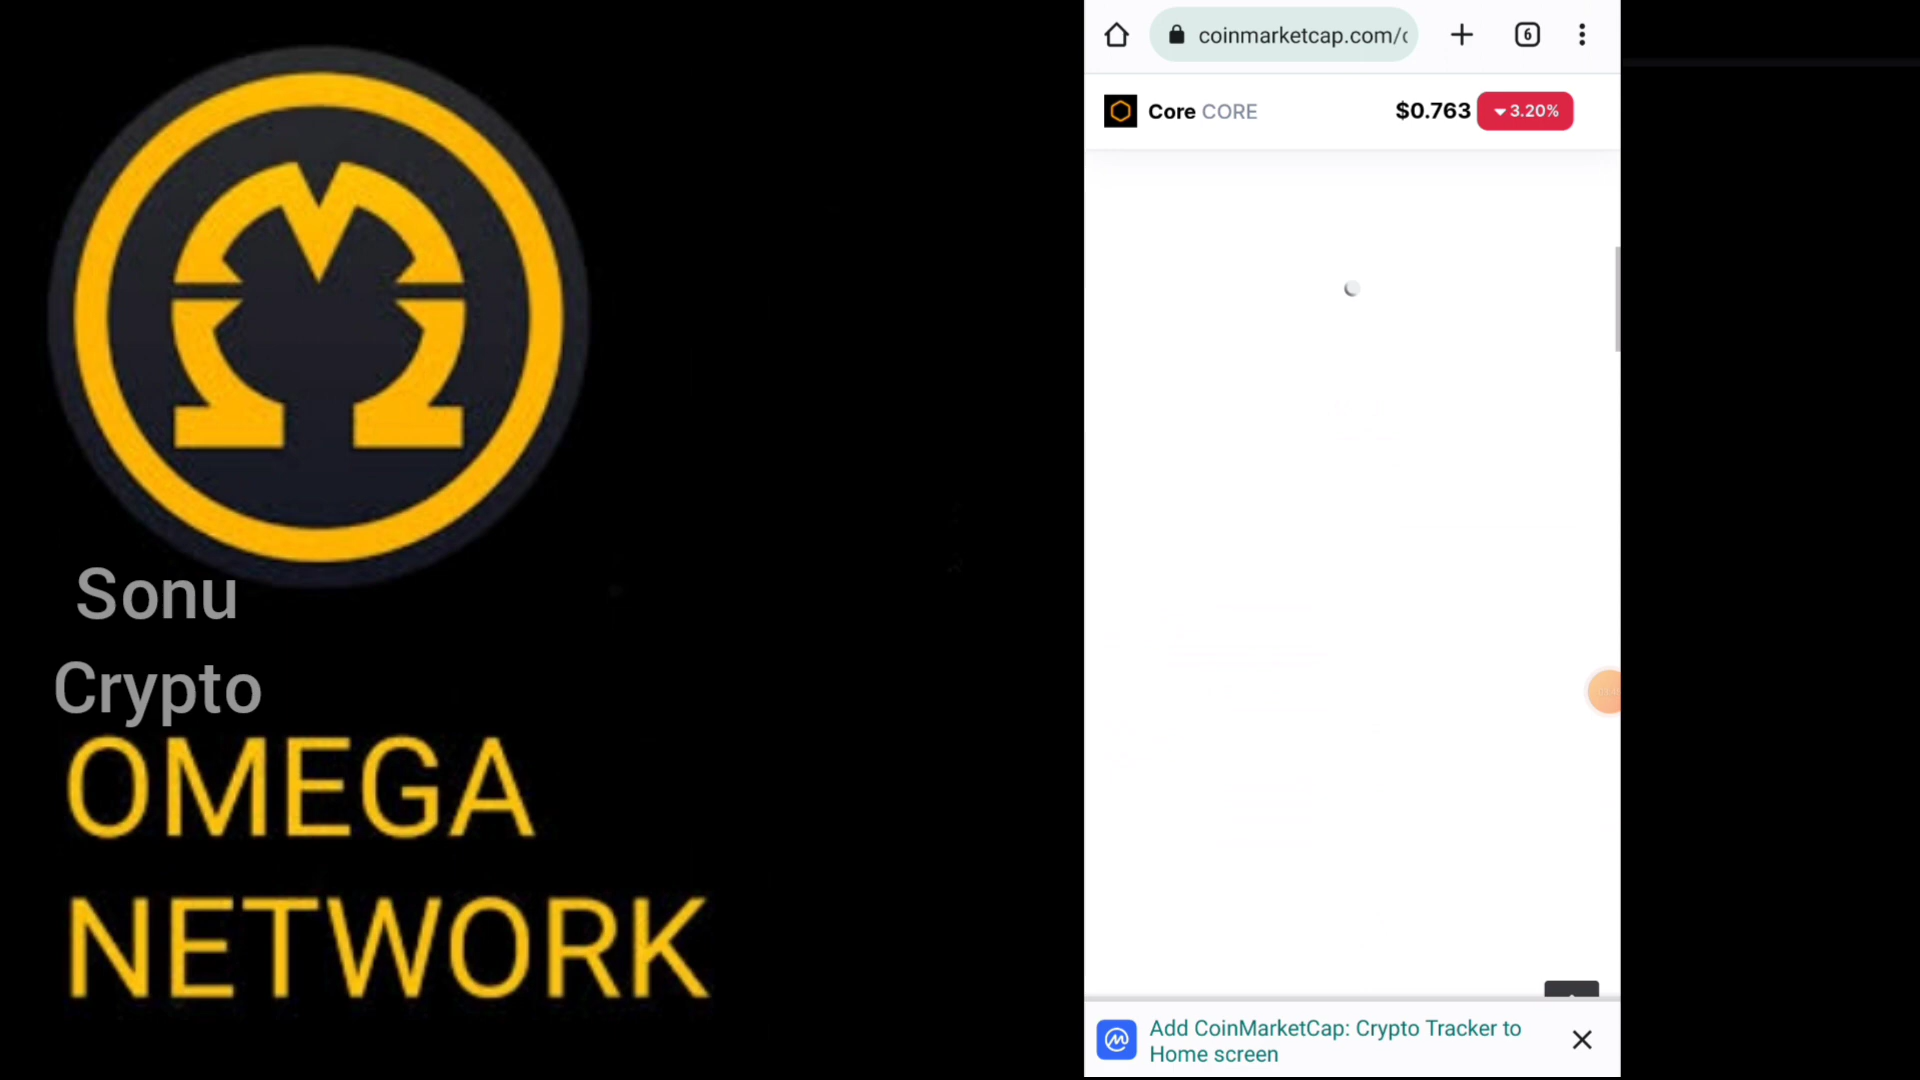 Sonu
Crypto
OMEGA
NETWORK
coinmarketcap.com/c
6
Core CORE
$0.763
3.20%
Add CoinMarketCap: Crypto Tracker to
Home screen